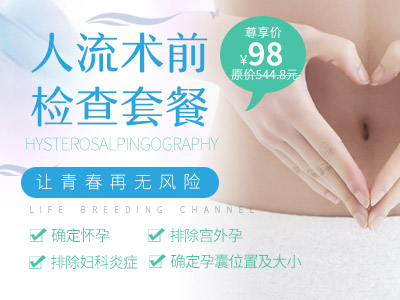 人流术前
检查套餐
尊享价
¥98
原价544.8元
HYSTEROSALPINGOGRAPHY
让青春再无风险
LIFE BREEDING CHANNEL
确定怀孕
排除宫外孕
排除妇科炎症
确定孕囊位置及大小